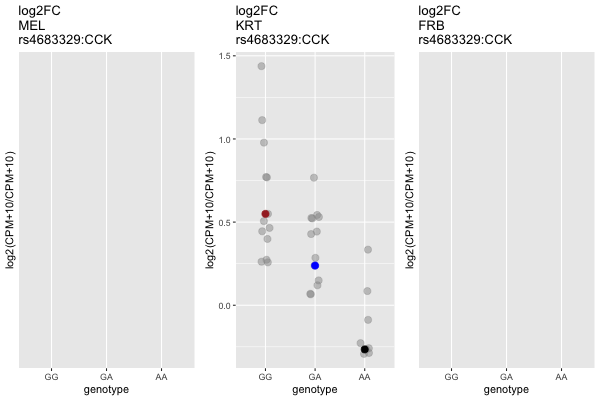 log2FC
MEL
rs4683329:CCK
log2(CPM+10/CPM+10)
GG
GA
AA
genotype
log2FC
KRT
rs4683329:CCK
log2(CPM+10/CPM+10)
1.5
1.0
0.5
0.0
GG
GA
AA
genotype
log2FC
FRB
rs4683329:CCK
log2(CPM+10/CPM+10)
GG
GA
AA
genotype